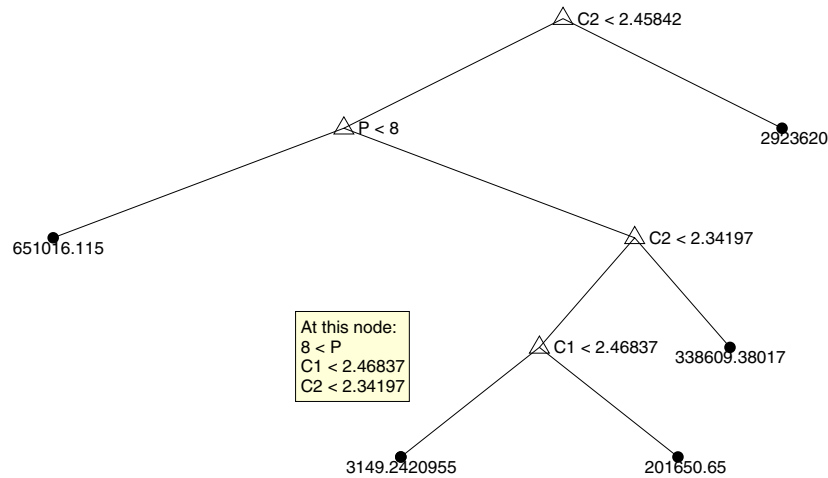 C2 < 2.45842
P < 8
2923620
651016.115
C2 < 2.34197
At this node:
8 < P
C1 < 2.46837
C2 < 2.34197
C1 < 2.46837
338609.38017
3149.2420955
201650.65